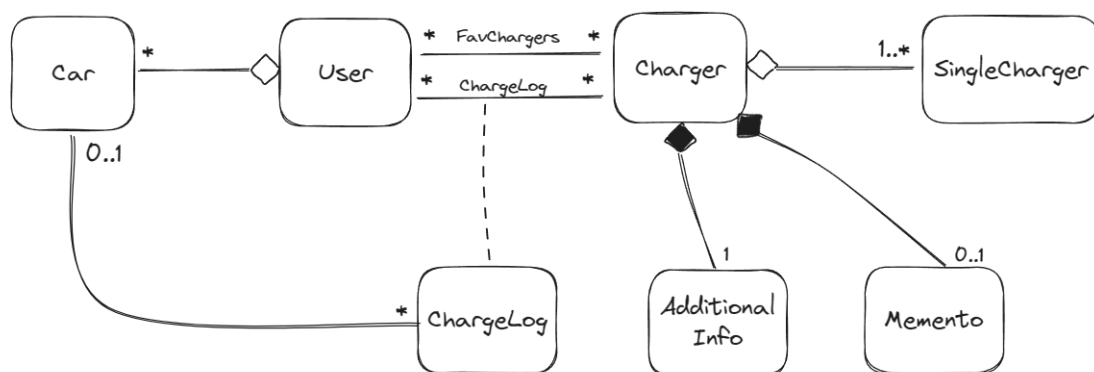 * FavChargers *
1..*
Car
*
User
Charger
SingleCharger
* ChargeLog *
0..1
1
0..1
*
ChargeLog
Additional
Info
Memento